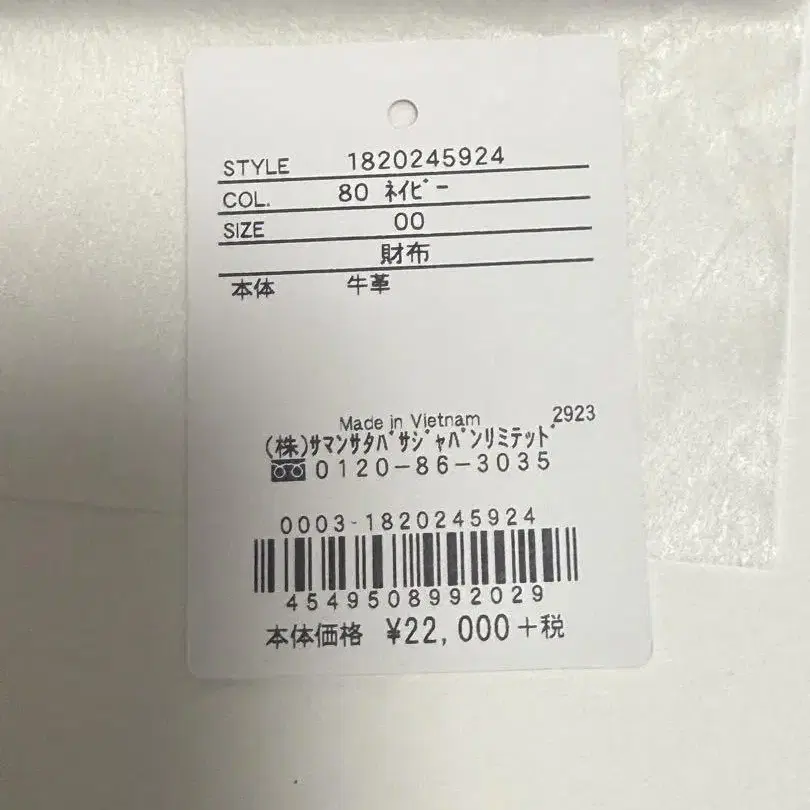 STYLE 1820245924
COL. 80 ﾈｲﾋﾞｰ
SIZE 00
財布
本体 牛革
Made in Vietnam 2923
(株)ｻﾏﾝｻﾀﾊﾞｻｼﾞｬﾊﾟﾝﾘﾐﾃｯﾄﾞ
0120-86-3035
0003-1820245924
4549508992029
本体価格 ¥22,000+税